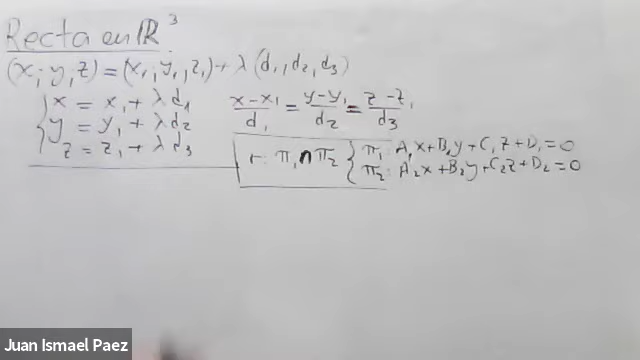 Recta en ℝ³
(x, y, z) = (x₁, y₁, z₁) + λ (d₁, d₂, d₃)
{ x = x₁ + λ d₁
y = y₁ + λ d₂
z = z₁ + λ d₃
(x - x₁)/d₁ = (y - y₁)/d₂ = (z - z₁)/d₃
r: π₁ ∩ π₂ { π₁: A₁x + B₁y + C₁z + D₁ = 0
π₂: A₂x + B₂y + C₂z + D₂ = 0
Juan Ismael Paez